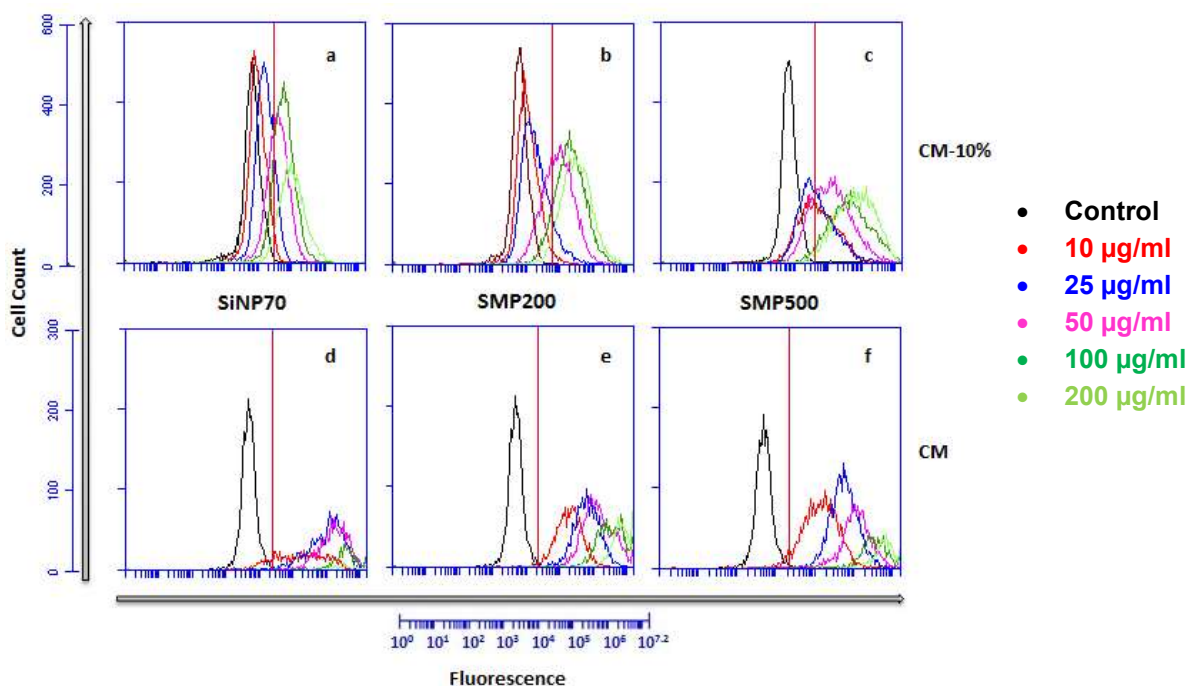 600
400
200
0
a
b
c
CM-10%
SiNP70
SMP200
SMP500
Cell Count
300
200
100
0
d
e
f
CM
10⁰ 10¹ 10² 10³ 10⁴ 10⁵ 10⁶ 10⁷·²
Fluorescence
• Control
• 10 µg/ml
• 25 µg/ml
• 50 µg/ml
• 100 µg/ml
• 200 µg/ml